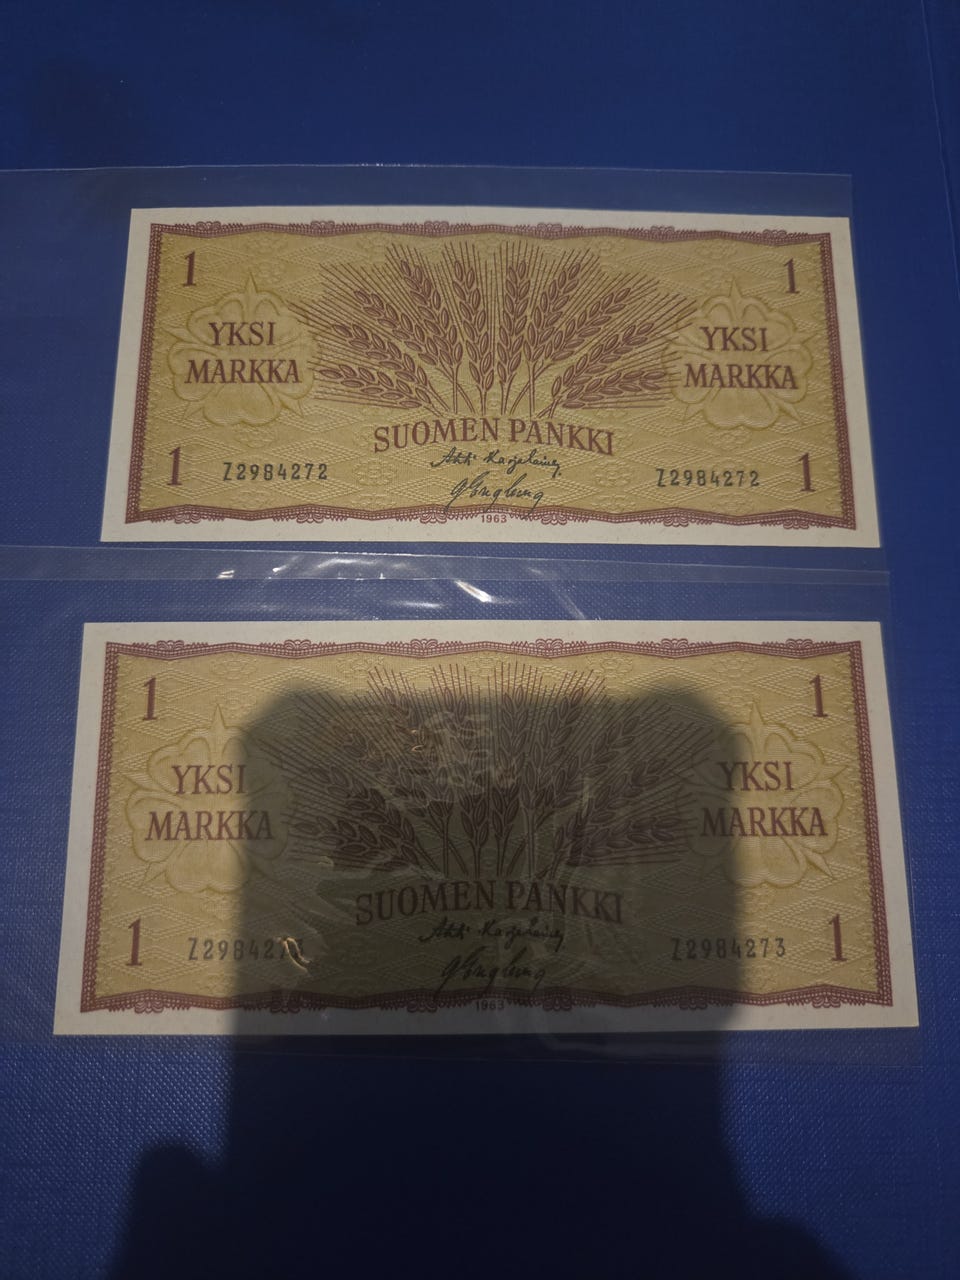 1 1
YKSI YKSI
MARKKA MARKKA
SUOMEN PANKKI
1 Z2984272 Z2984272 1
1963
1 1
YKSI YKSI
MARKKA MARKKA
SUOMEN PANKKI
1 Z2984273 Z2984273 1
1963